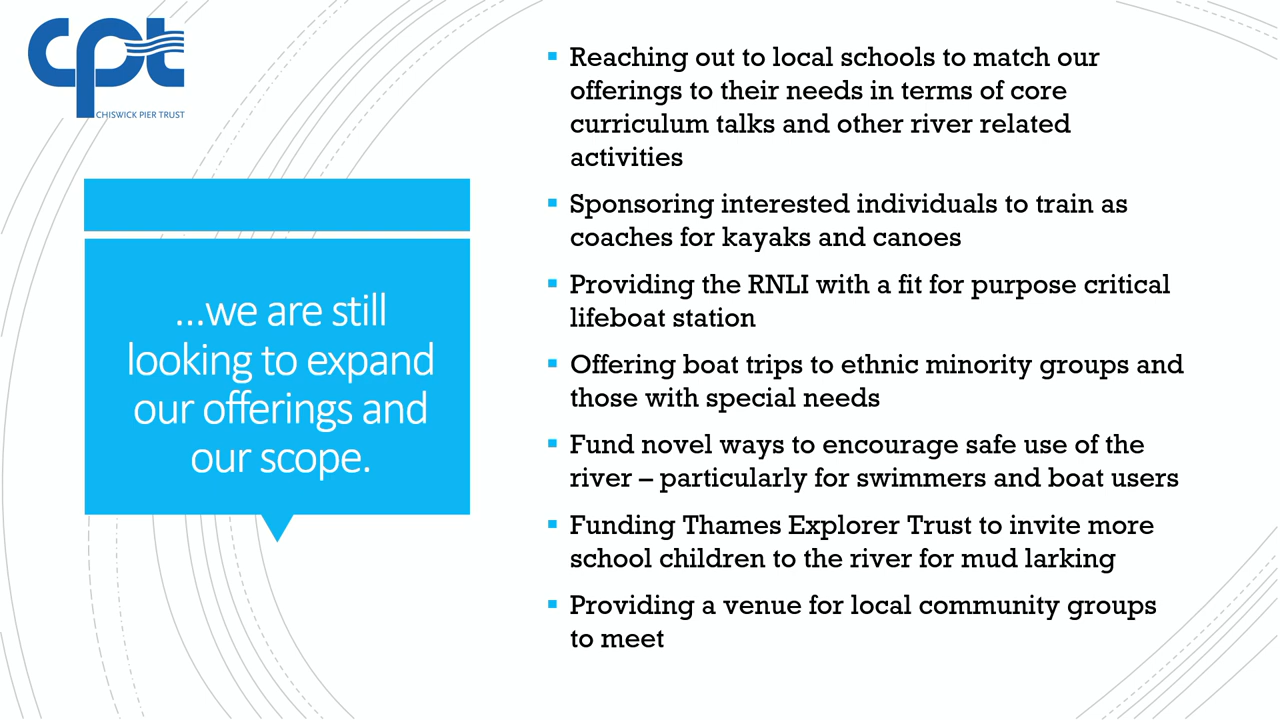 cpt
CHISWICK PIER TRUST
...we are still
looking to expand
our offerings and
our scope.
Reaching out to local schools to match our
offerings to their needs in terms of core
curriculum talks and other river related
activities
Sponsoring interested individuals to train as
coaches for kayaks and canoes
Providing the RNLI with a fit for purpose critical
lifeboat station
Offering boat trips to ethnic minority groups and
those with special needs
Fund novel ways to encourage safe use of the
river – particularly for swimmers and boat users
Funding Thames Explorer Trust to invite more
school children to the river for mud larking
Providing a venue for local community groups
to meet